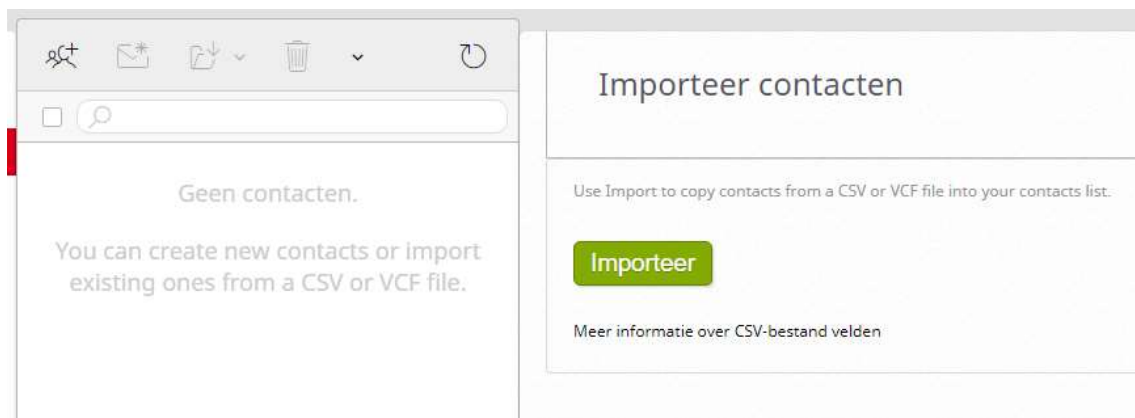 Geen contacten.
You can create new contacts or import
existing ones from a CSV or VCF file.
Importeer contacten
Use Import to copy contacts from a CSV or VCF file into your contacts list.
Importeer
Meer informatie over CSV-bestand velden